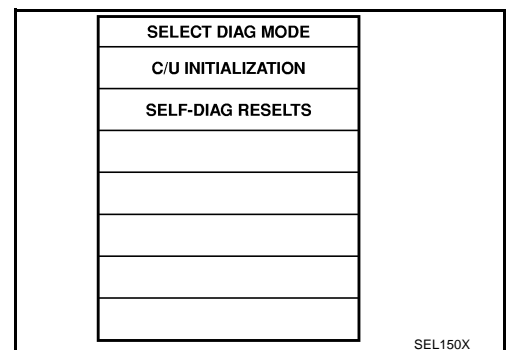 SELECT DIAG MODE
C/U INITIALIZATION
SELF-DIAG RESELTS
SEL150X